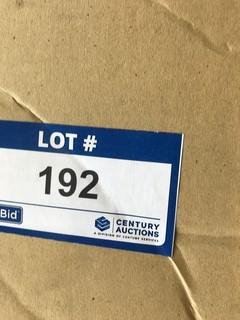 LOT #
192
Bid
CENTURY
AUCTIONS
A DIVISION OF CENTURY SERVICES